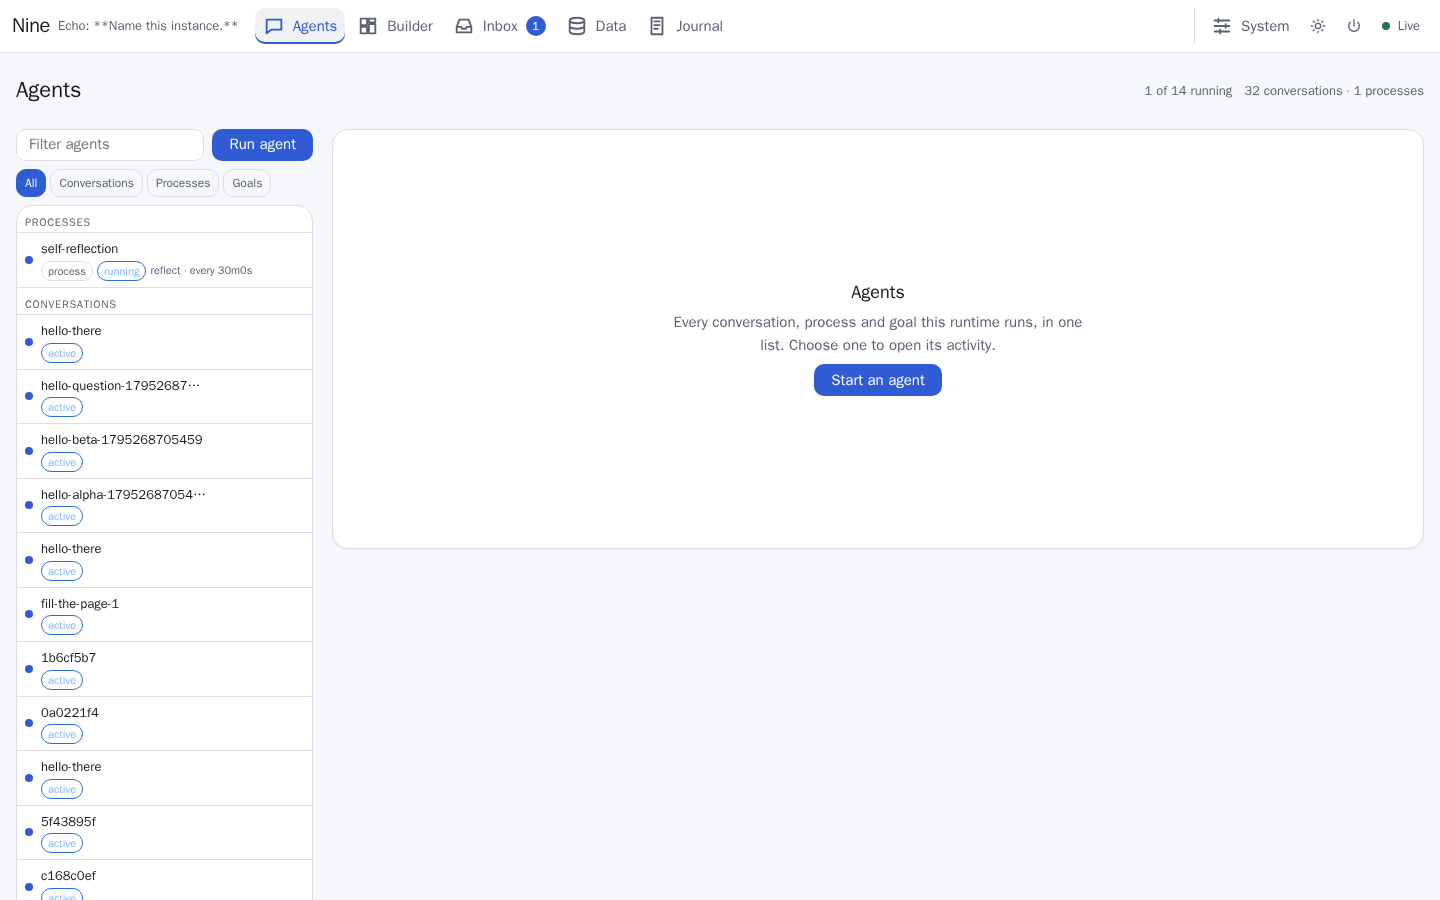 Nine Echo: **Name this instance.** Agents Builder Inbox 1 Data Journal System Live
Agents
1 of 14 running 32 conversations · 1 processes
Filter agents Run agent
All Conversations Processes Goals
PROCESSES
self-reflection
process running reflect · every 30m0s
CONVERSATIONS
hello-there
active
hello-question-17952687···
active
hello-beta-1795268705459
active
hello-alpha-17952687054···
active
hello-there
active
fill-the-page-1
active
1b6cf5b7
active
0a0221f4
active
hello-there
active
5f43895f
active
c168c0ef
active
Agents
Every conversation, process and goal this runtime runs, in one
list. Choose one to open its activity.
Start an agent